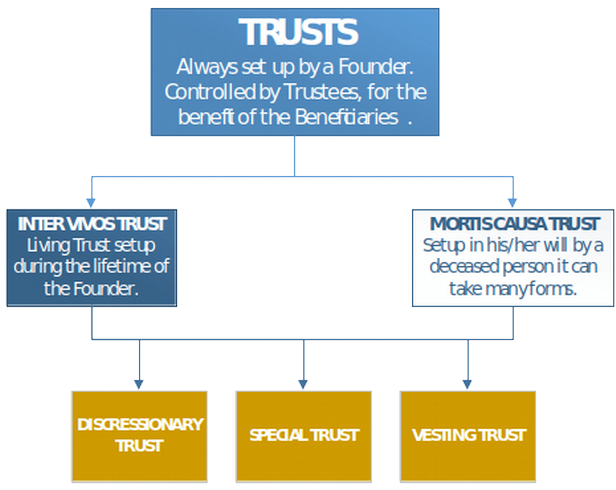 TRUSTS
Always set up by a Founder.
Controlled by Trustees, for the
benefit of the Beneficiaries .
INTER VIVOS TRUST
Living Trust setup
during the lifetime of
the Founder.
MORTIS CAUSA TRUST
Setup in his/her will by a
deceased person it can
take many forms.
DISCRESSIONARY
TRUST
SPECIAL TRUST
VESTING TRUST